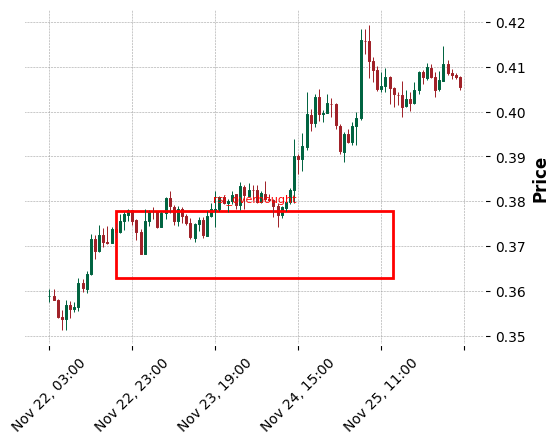 0.42
0.41
0.40
0.39
0.38
0.37
0.36
0.35
Price
Nov 22, 03:00
Nov 22, 23:00
Nov 23, 19:00
Nov 24, 15:00
Nov 25, 11:00